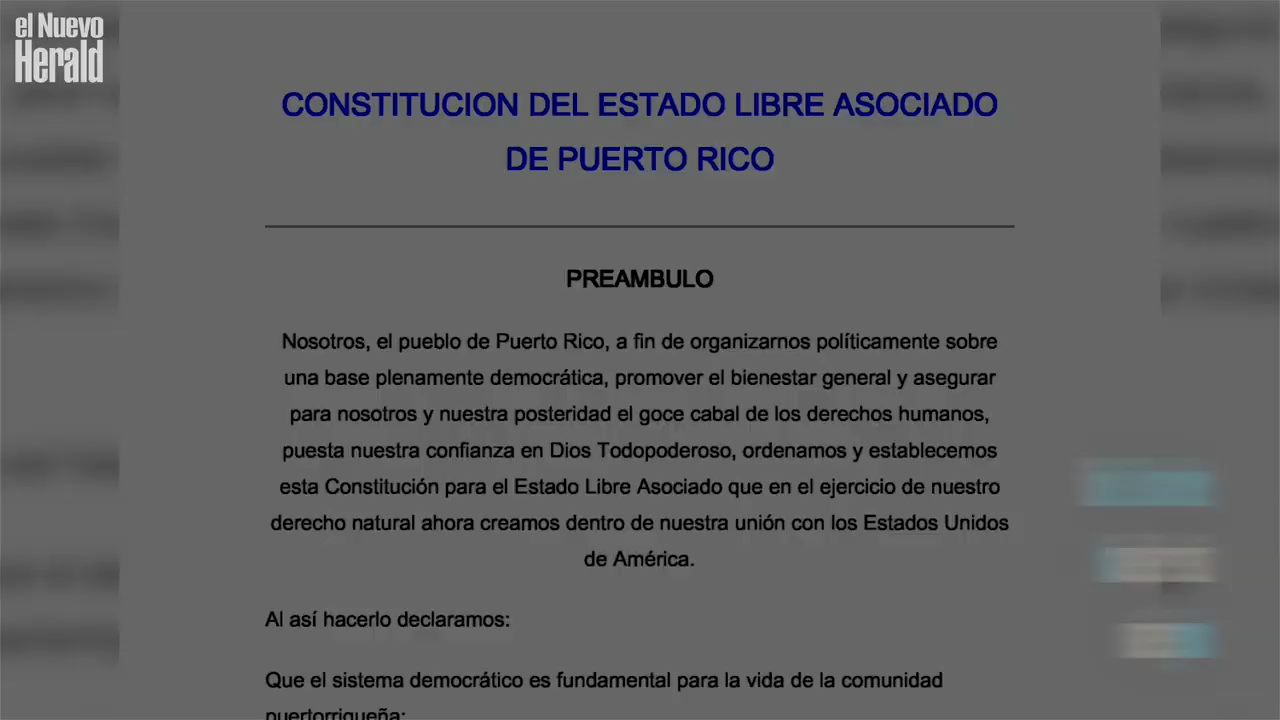 el Nuevo
Herald
CONSTITUCION DEL ESTADO LIBRE ASOCIADO
DE PUERTO RICO
PREAMBULO
Nosotros, el pueblo de Puerto Rico, a fin de organizarnos políticamente sobre
una base plenamente democrática, promover el bienestar general y asegurar
para nosotros y nuestra posteridad el goce cabal de los derechos humanos,
puesta nuestra confianza en Dios Todopoderoso, ordenamos y establecemos
esta Constitución para el Estado Libre Asociado que en el ejercicio de nuestro
derecho natural ahora creamos dentro de nuestra unión con los Estados Unidos
de América.
Al así hacerlo declaramos:
Que el sistema democrático es fundamental para la vida de la comunidad
puertorriqueña: